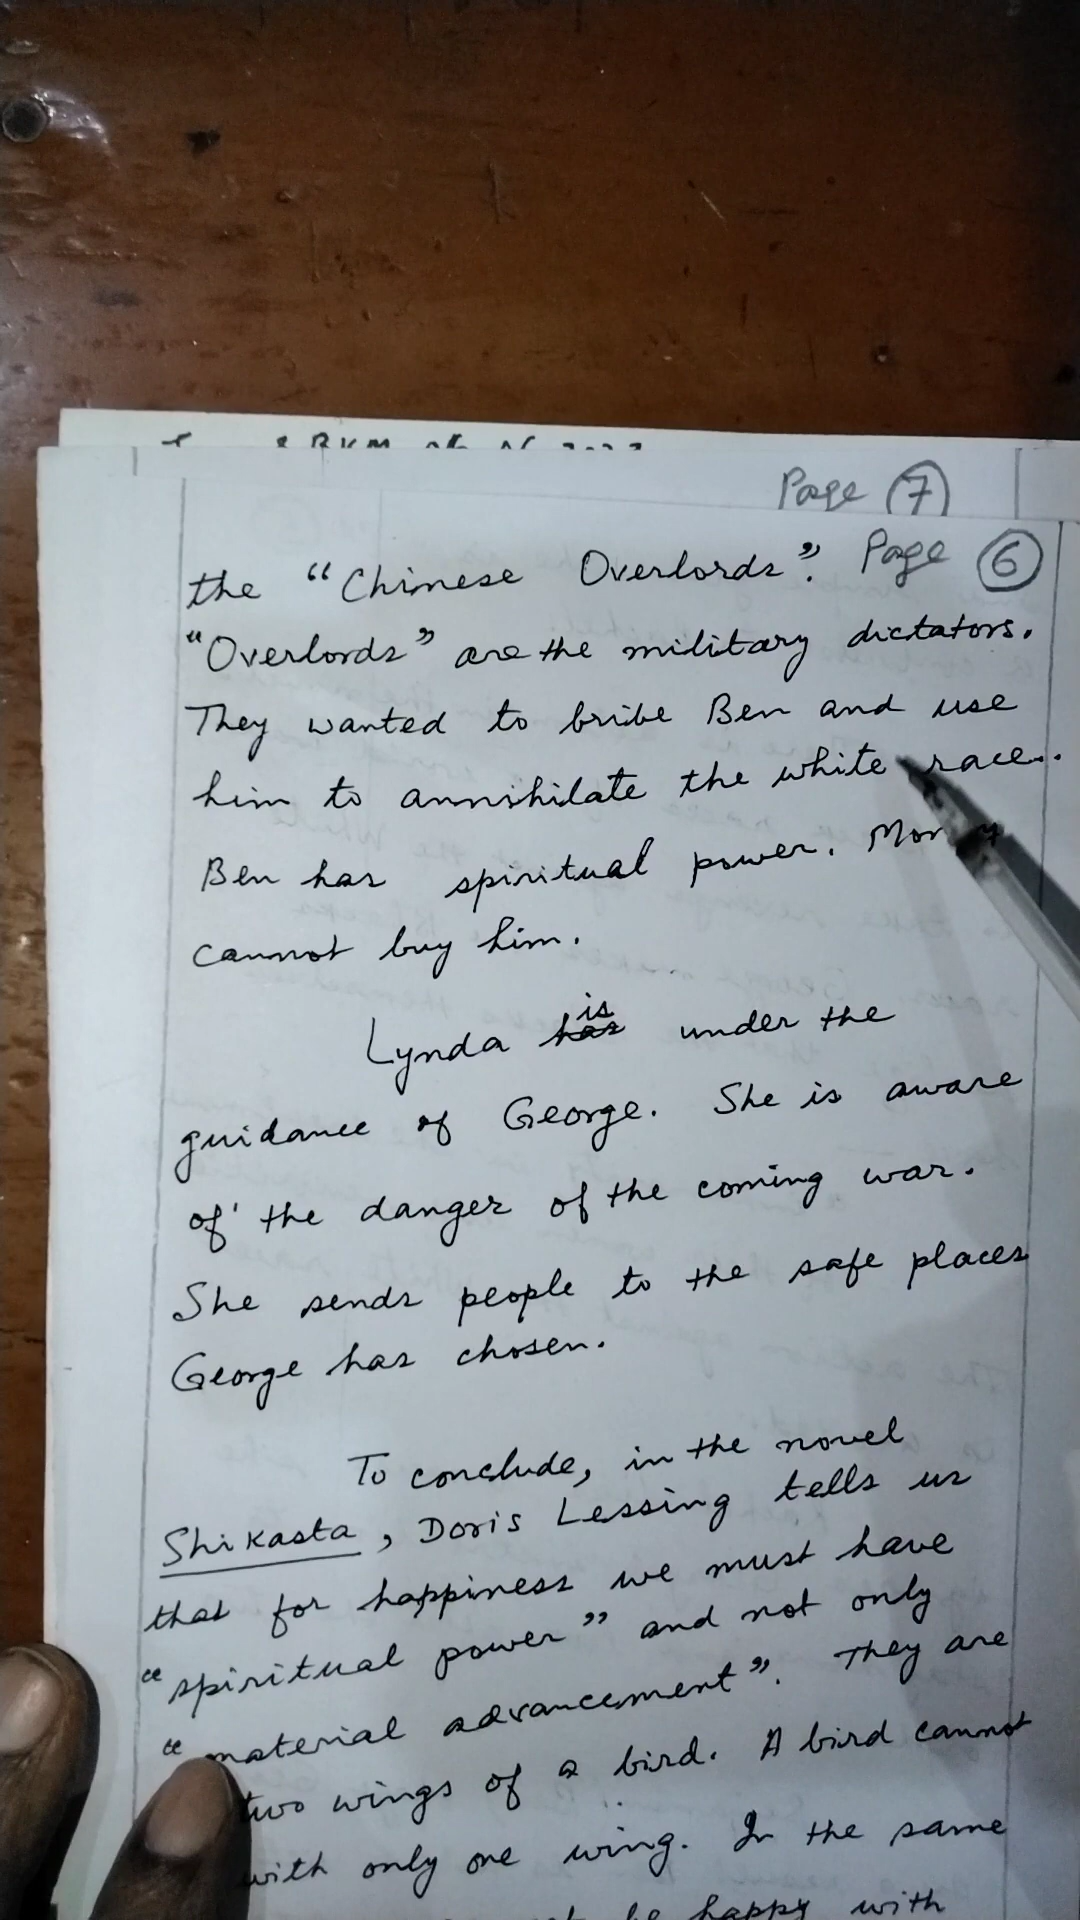 Page 7
the "Chinese Overlords". Page 6
"Overlords" are the military dictators.
They wanted to bribe Ben and use
him to annihilate the white race.
Ben has spiritual power.
cannot buy him.
Lynda is under the
guidance of George. She is aware
of the danger of the coming war.
She sends people to the safe places
George has chosen.
To conclude, in the novel
Shikasta, Doris Lessing tells us
that for happiness we must have
"spiritual power" and not only
"material advancement". They are
two wings of a bird. A bird cannot
with only one wing. In the same
be happy with